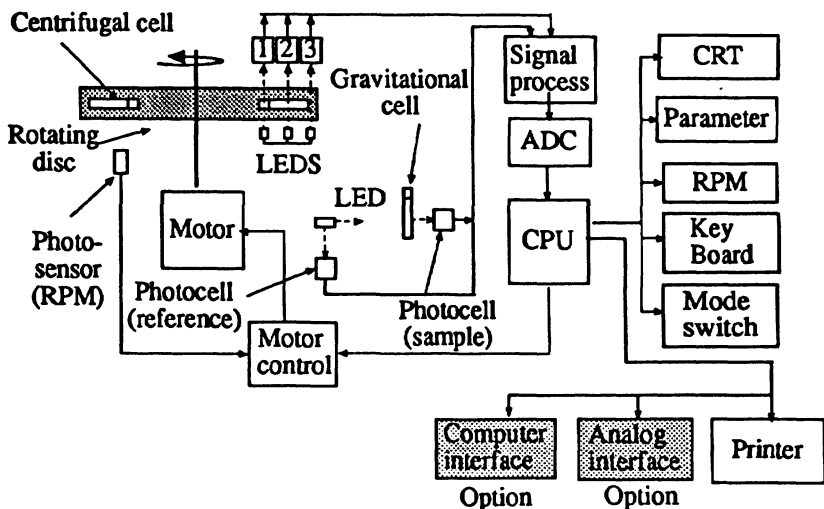 Centrifugal cell
1 2 3
Signal
process
CRT
Gravitational
cell
Parameter
Rotating
disc
LEDS
ADC
RPM
LED
Motor
CPU
Key
Board
Photo-
sensor
(RPM)
Photocell
(reference)
Photocell
(sample)
Mode
switch
Motor
control
Computer
interface
Analog
interface
Printer
Option
Option